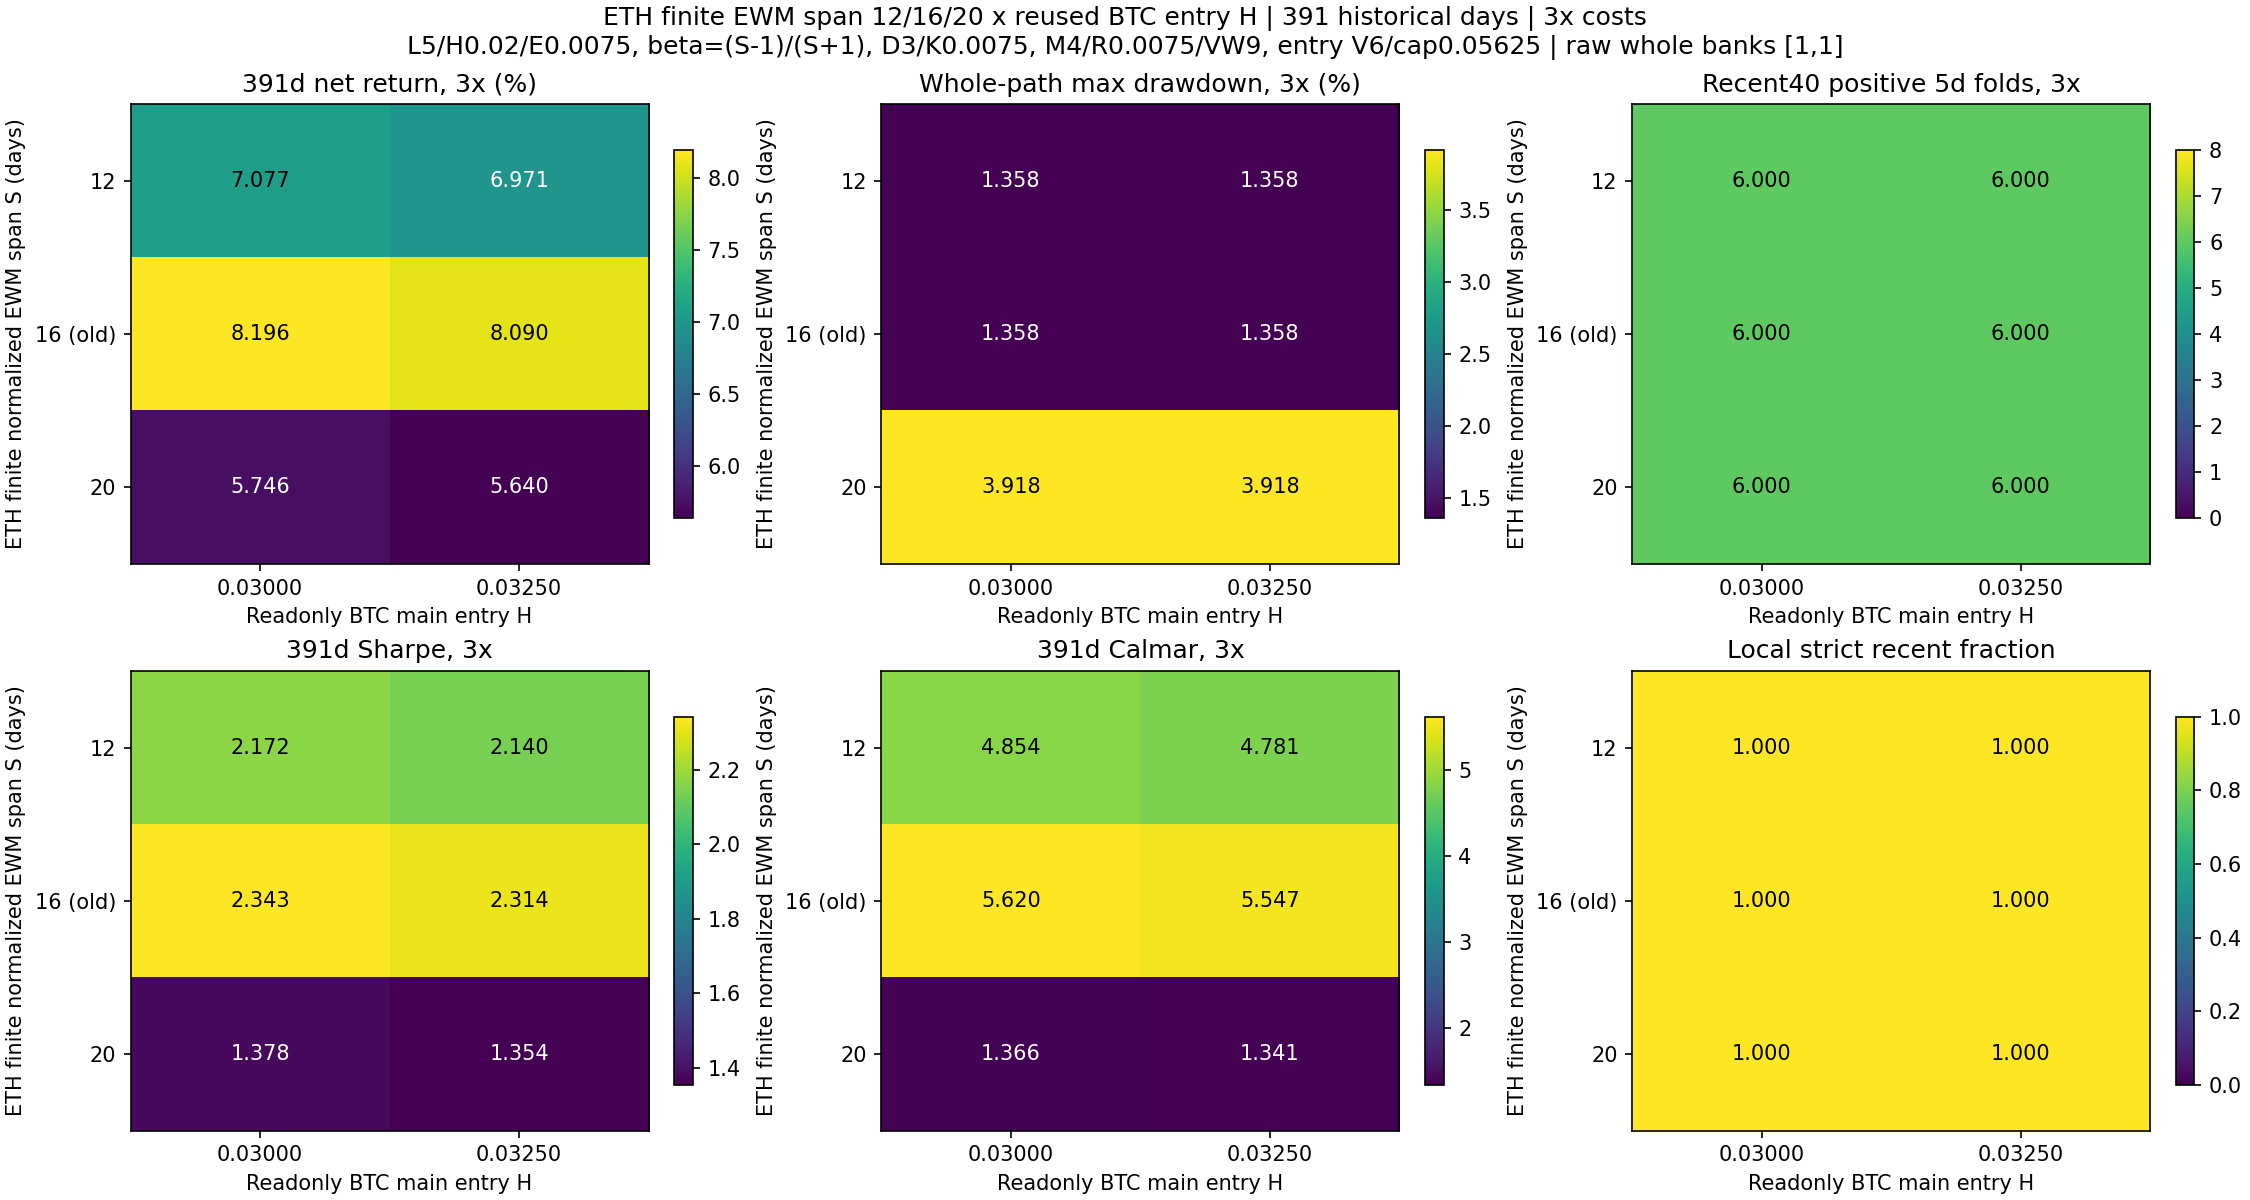 ETH finite EWM span 12/16/20 x reused BTC entry H | 391 historical days | 3x costs
L5/H0.02/E0.0075, beta=(S-1)/(S+1), D3/K0.0075, M4/R0.0075/VW9, entry V6/cap0.05625 | raw whole banks [1,1]
391d net return, 3x (%)
ETH finite normalized EWM span S (days)
12
16 (old)
20
7.077 6.971
8.196 8.090
5.746 5.640
0.03000 0.03250
Readonly BTC main entry H
8.0
7.5
7.0
6.5
6.0
Whole-path max drawdown, 3x (%)
ETH finite normalized EWM span S (days)
12
16 (old)
20
1.358 1.358
1.358 1.358
3.918 3.918
0.03000 0.03250
Readonly BTC main entry H
3.5
3.0
2.5
2.0
1.5
Recent40 positive 5d folds, 3x
ETH finite normalized EWM span S (days)
12
16 (old)
20
6.000 6.000
6.000 6.000
6.000 6.000
0.03000 0.03250
Readonly BTC main entry H
8
7
6
5
4
3
2
1
0
391d Sharpe, 3x
ETH finite normalized EWM span S (days)
12
16 (old)
20
2.172 2.140
2.343 2.314
1.378 1.354
0.03000 0.03250
Readonly BTC main entry H
2.2
2.0
1.8
1.6
1.4
391d Calmar, 3x
ETH finite normalized EWM span S (days)
12
16 (old)
20
4.854 4.781
5.620 5.547
1.366 1.341
0.03000 0.03250
Readonly BTC main entry H
5
4
3
2
Local strict recent fraction
ETH finite normalized EWM span S (days)
12
16 (old)
20
1.000 1.000
1.000 1.000
1.000 1.000
0.03000 0.03250
Readonly BTC main entry H
1.0
0.8
0.6
0.4
0.2
0.0